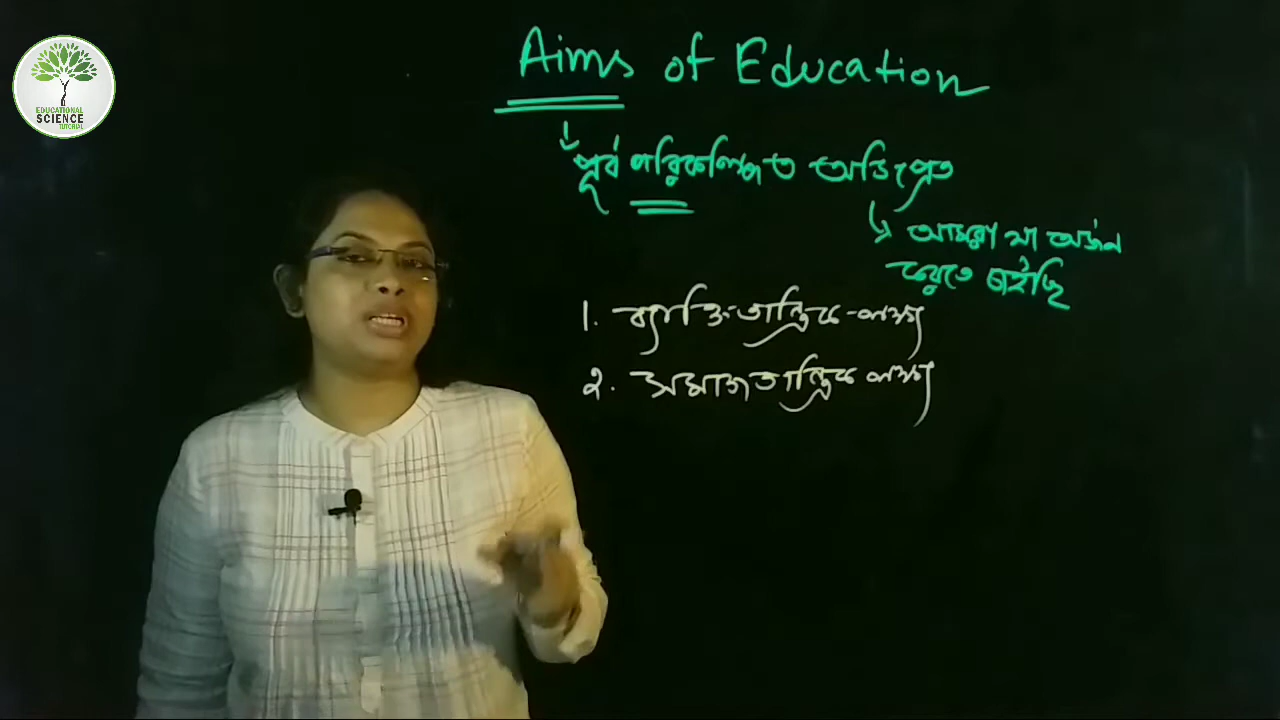 EDUCATIONAL
SCIENCE
TUTORIAL
Aims of Education
পূর্ব পরিকল্পিত অভিপ্রেত
আমরা যা অর্জন
করতে চাইছি
1. ব্যাক্তিতান্ত্রিক-লক্ষ্য
২. সমাজতান্ত্রিক লক্ষ্য